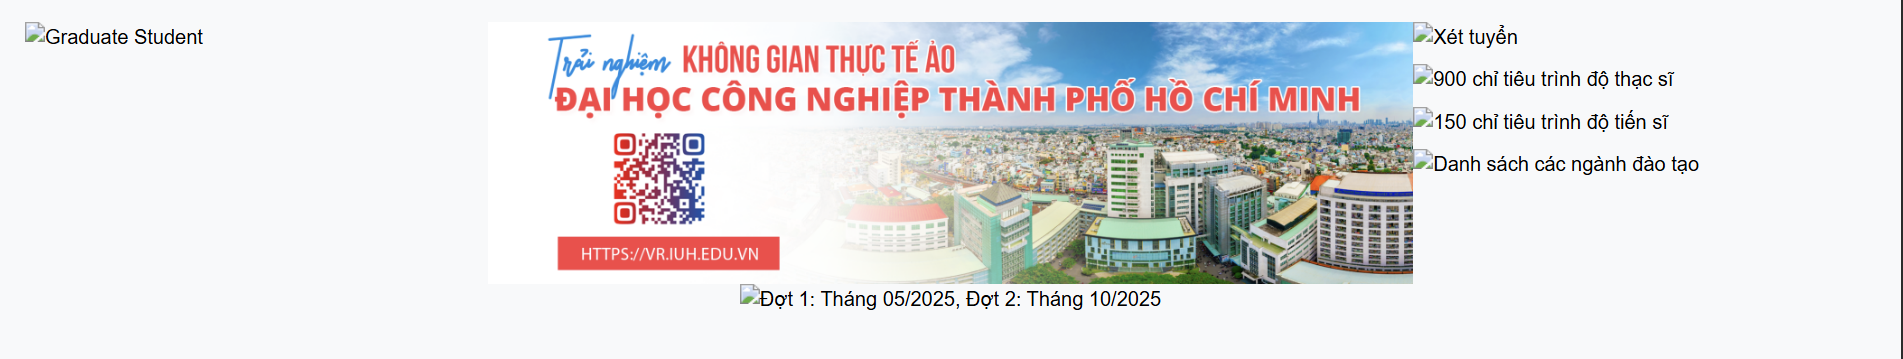 Graduate Student
Trải nghiệm KHÔNG GIAN THỰC TẾ ẢO
ĐẠI HỌC CÔNG NGHIỆP THÀNH PHỐ HỒ CHÍ MINH
HTTPS://VR.IUH.EDU.VN
Xét tuyển
900 chỉ tiêu trình độ thạc sĩ
150 chỉ tiêu trình độ tiến sĩ
Danh sách các ngành đào tạo
Đợt 1: Tháng 05/2025, Đợt 2: Tháng 10/2025